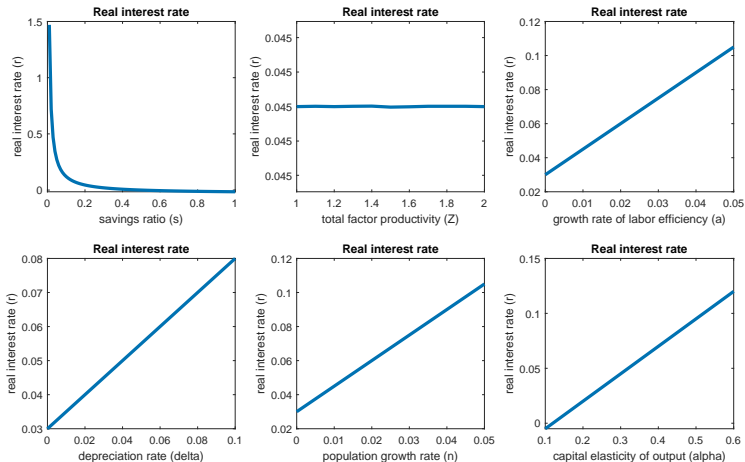 Real interest rate
1.5
1
0.5
0
real interest rate (r)
0 0.2 0.4 0.6 0.8 1
savings ratio (s)
Real interest rate
0.045
0.045
0.045
0.045
0.045
real interest rate (r)
1 1.2 1.4 1.6 1.8 2
total factor productivity (Z)
Real interest rate
0.12
0.1
0.08
0.06
0.04
0.02
real interest rate (r)
0 0.01 0.02 0.03 0.04 0.05
growth rate of labor efficiency (a)
Real interest rate
0.08
0.07
0.06
0.05
0.04
0.03
real interest rate (r)
0 0.02 0.04 0.06 0.08 0.1
depreciation rate (delta)
Real interest rate
0.12
0.1
0.08
0.06
0.04
0.02
real interest rate (r)
0 0.01 0.02 0.03 0.04 0.05
population growth rate (n)
Real interest rate
0.15
0.1
0.05
0
real interest rate (r)
0.1 0.2 0.3 0.4 0.5 0.6
capital elasticity of output (alpha)